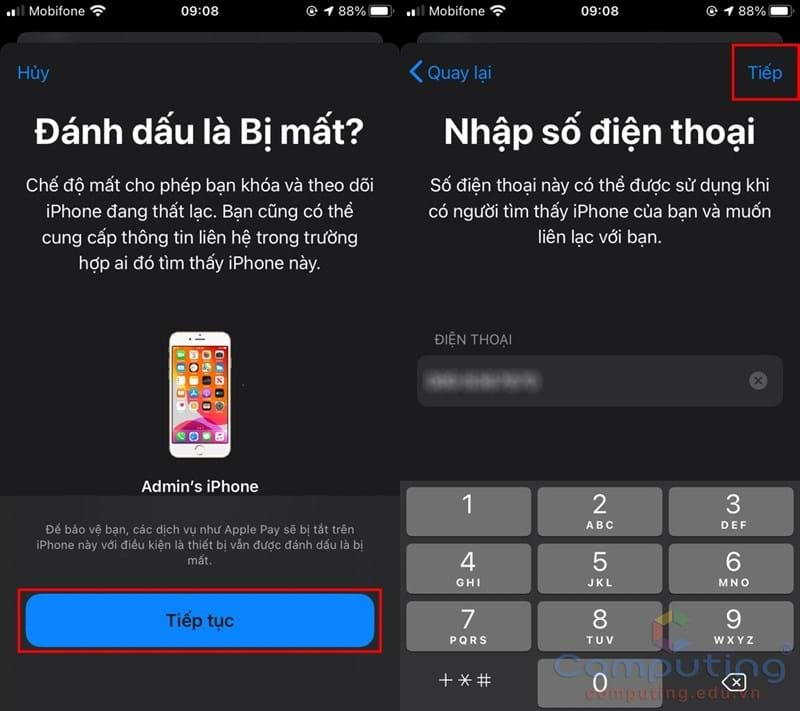 Mobifone 09:08 88%
Hủy
Đánh dấu là Bị mất?
Chế độ mất cho phép bạn khóa và theo dõi
iPhone đang thất lạc. Bạn cũng có thể
cung cấp thông tin liên hệ trong trường
hợp ai đó tìm thấy iPhone này.
Admin's iPhone
Để bảo vệ bạn, các dịch vụ như Apple Pay sẽ bị tắt trên
iPhone này với điều kiện là thiết bị vẫn được đánh dấu là bị
mất.
Tiếp tục
Mobifone 09:08 88%
Quay lại Tiếp
Nhập số điện thoại
Số điện thoại này có thể được sử dụng khi
có người tìm thấy iPhone của bạn và muốn
liên lạc với bạn.
ĐIỆN THOẠI
1 2 3
ABC DEF
4 5 6
GHI JKL MNO
7 8 9
PQRS TUV WXYZ
+*# 0
Computing®
computing.edu.vn